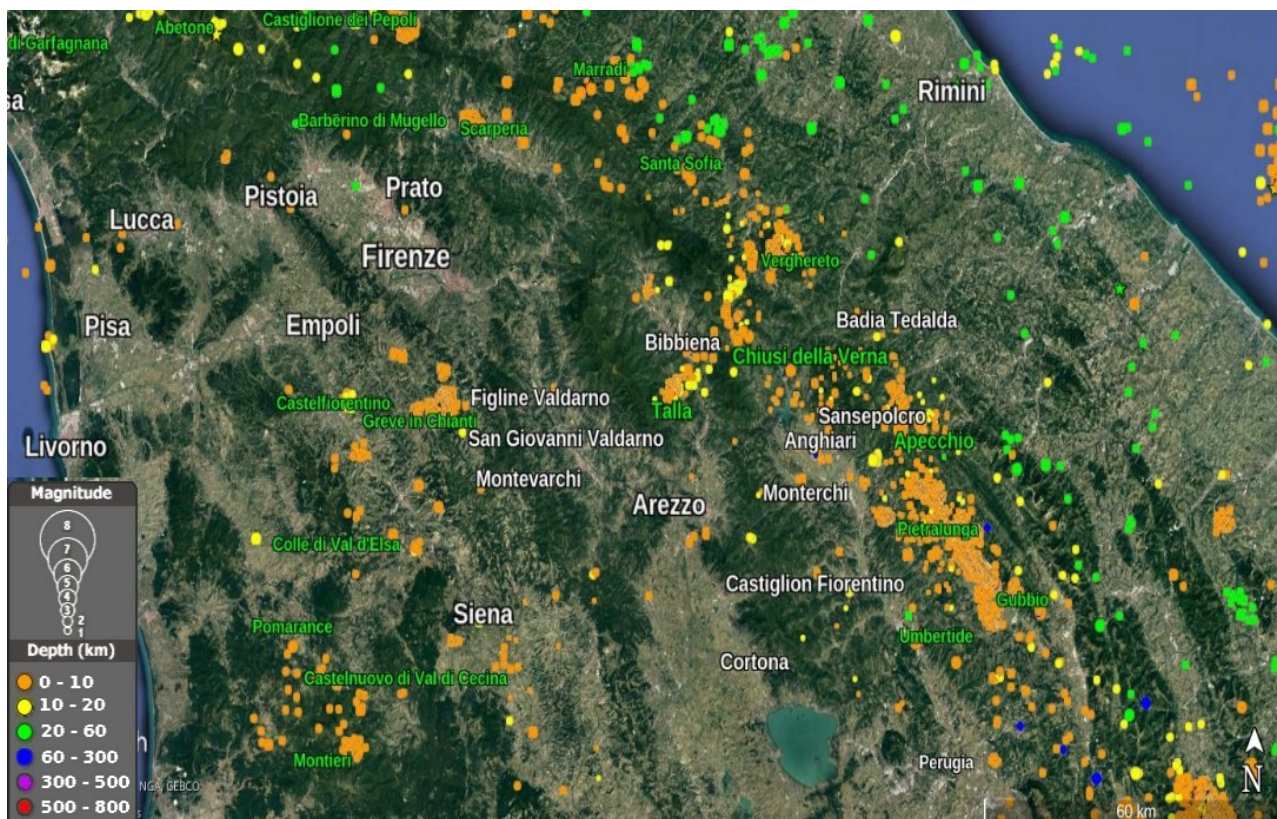 Abetone
Castiglione dei Pepoli
di Garfagnana
Marradi
sa
Rimini
Barberino di Mugello
Scarperia
Santa Sofia
Pistoia
Prato
Lucca
Firenze
Verghereto
Pisa
Empoli
Badia Tedalda
Bibbiena
Chiusi della Verna
Castelfiorentino
Figline Valdarno
Talla
Greve in Chianti
Sansepolcro
Livorno
San Giovanni Valdarno
Anghiari
Apecchio
Montevarchi
Monterchi
Arezzo
Pietralunga
Colle di Val d'Elsa
Castiglion Fiorentino
Gubbio
Siena
Pomarance
Umbertide
Cortona
Castelnuovo di Val di Cecina
Montieri
Perugia
Magnitude
8
7
6
5
4
3
2
1
Depth (km)
0 - 10
10 - 20
20 - 60
60 - 300
300 - 500
500 - 800
h
NGA, GEBCO
N
60 km